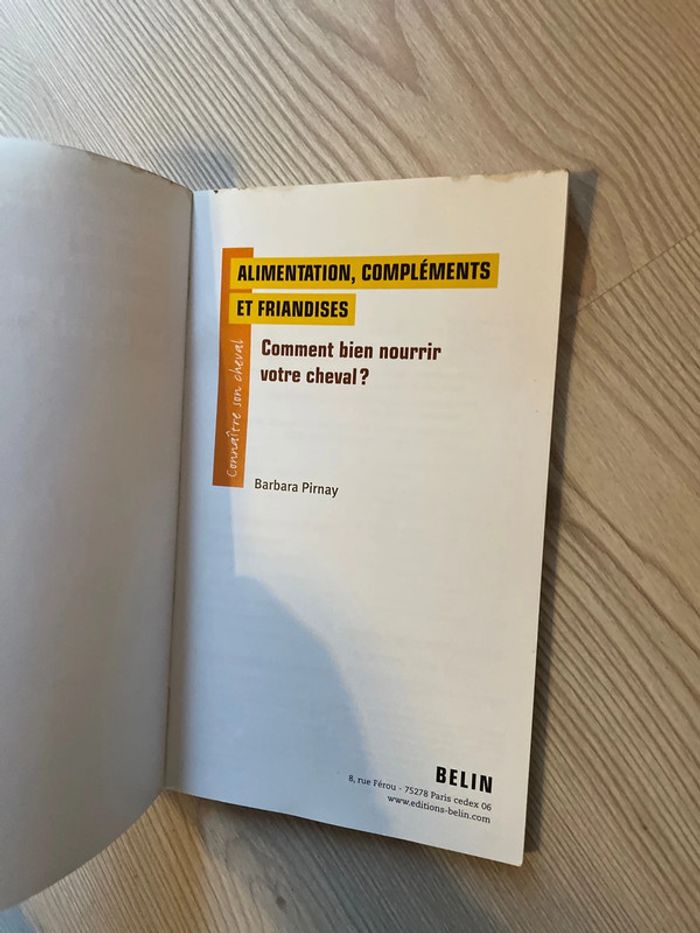 ALIMENTATION, COMPLÉMENTS
ET FRIANDISES
Comment bien nourrir
votre cheval ?
Connaître son cheval
Barbara Pirnay
BELIN
8, rue Férou - 75278 Paris cedex 06
www.editions-belin.com